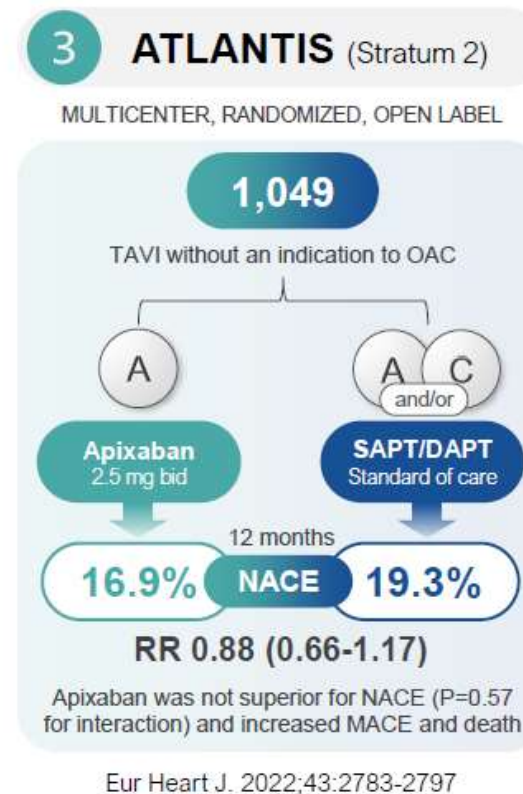 3 ATLANTIS (Stratum 2)
MULTICENTER, RANDOMIZED, OPEN LABEL
1,049
TAVI without an indication to OAC
A A C
and/or
Apixaban SAPT/DAPT
2.5 mg bid Standard of care
12 months
16.9% NACE 19.3%
RR 0.88 (0.66-1.17)
Apixaban was not superior for NACE (P=0.57
for interaction) and increased MACE and death
Eur Heart J. 2022;43:2783-2797